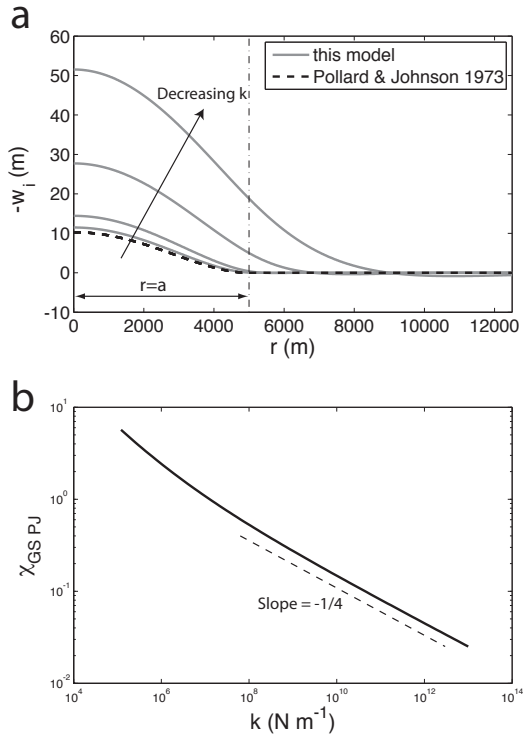 a
60
50
40
30
20
10
0
-10
-w_i (m)
this model
Pollard & Johnson 1973
Decreasing k
r=a
0 2000 4000 6000 8000 10000 12000
r (m)
b
10^1
10^0
10^-1
10^-2
χ_GS PJ
Slope = -1/4
10^4 10^6 10^8 10^10 10^12 10^14
k (N m^-1)